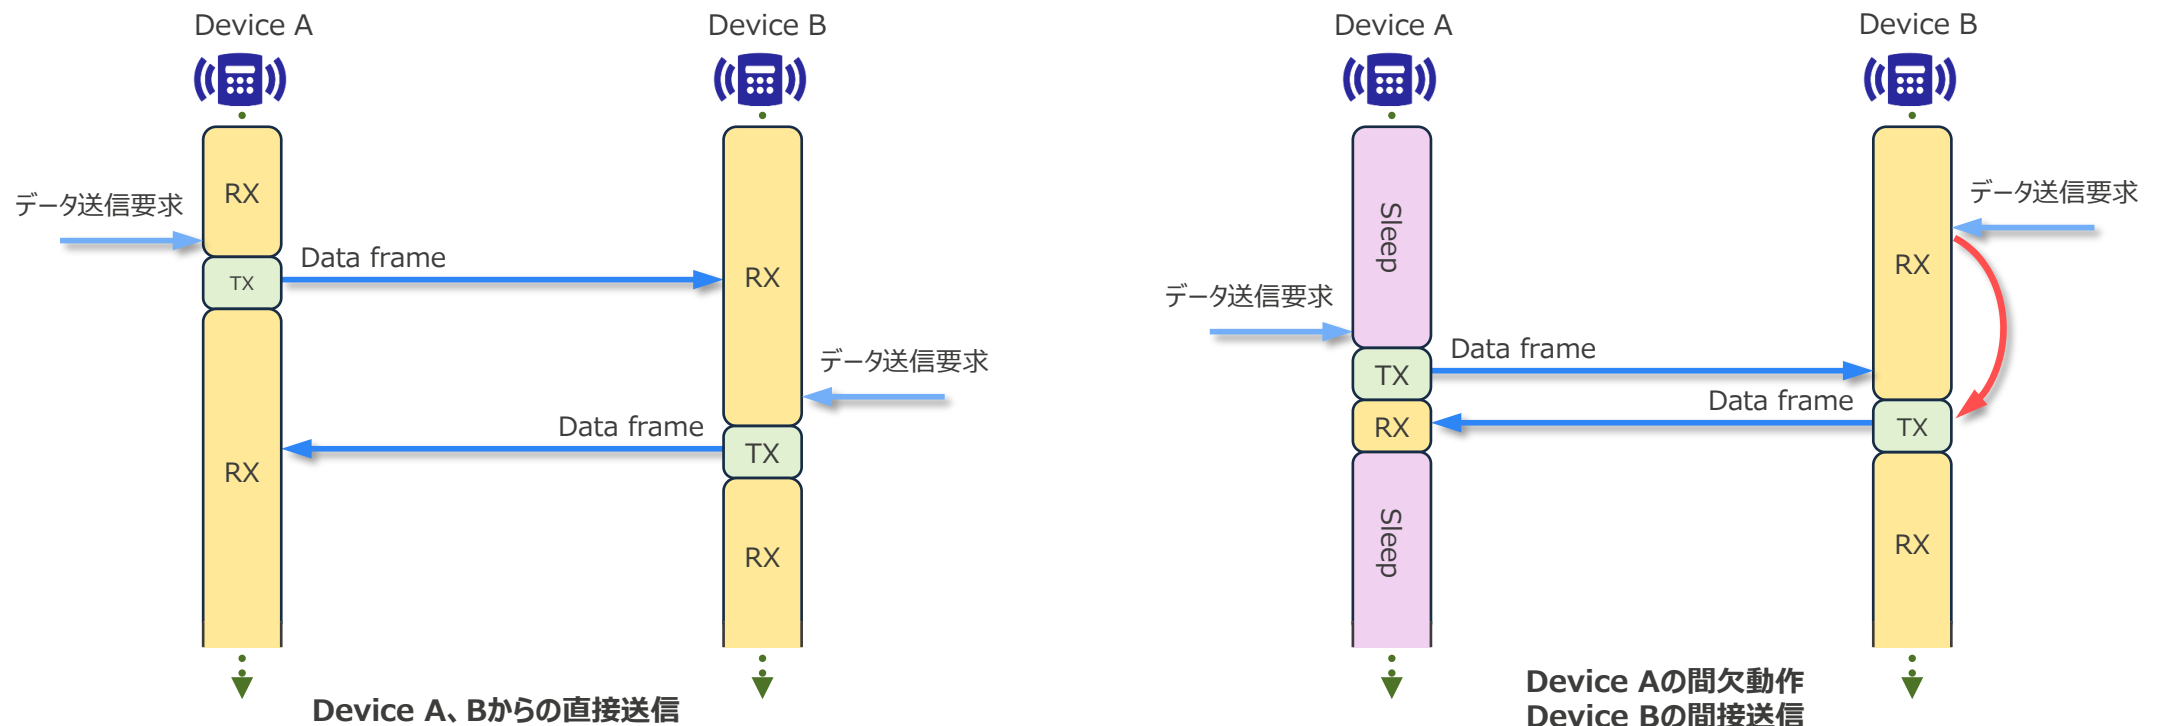 Device A
Device B
RX
データ送信要求
TX
Data frame
RX
データ送信要求
Data frame
TX
RX
RX
Device A、Bからの直接送信
Device A
Device B
Sleep
データ送信要求
RX
データ送信要求
Data frame
TX
Data frame
RX
TX
Sleep
RX
Device Aの間欠動作
Device Bの間接送信